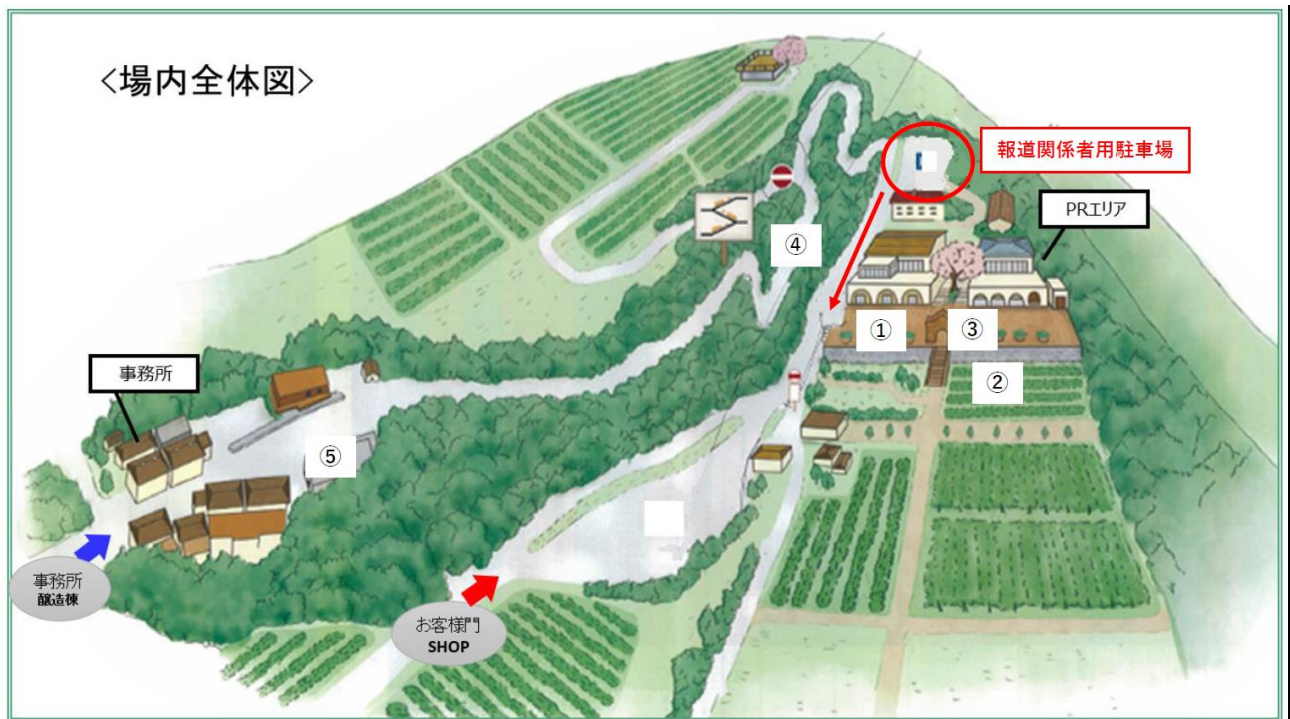 <場内全体図>
報道関係者用駐車場
PRエリア
④
①
③
②
事務所
⑤
事務所
醸造棟
お客様門
SHOP